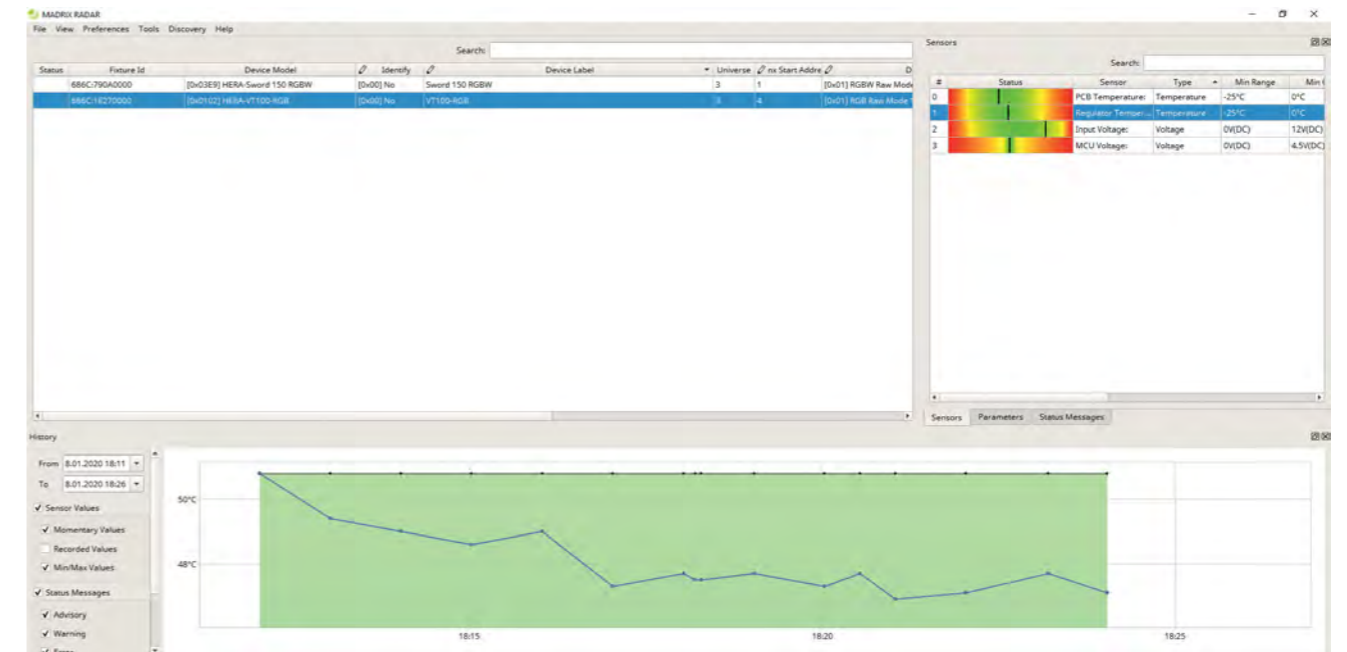 MADRIX RADAR
File View Preferences Tools Discovery Help
Search:
Status Fixture Id Device Model Identify Device Label Universe nx Start Addre D
686C:790A0000 [0x03E9] HERA-Sword 150 RGBW [0x00] No Sword 150 RGBW 3 1 [0x01] RGBW Raw Mode
686C:1E270000 [0x0102] HERA-VT100-RGB [0x00] No VT100-RGB 3 4 [0x01] RGB Raw Mode
Sensors
Search:
# Status Sensor Type Min Range Min
0 PCB Temperature: Temperature -25°C 0°C
1 Regulator Temper... Temperature -25°C 0°C
2 Input Voltage: Voltage 0V(DC) 12V(DC)
3 MCU Voltage: Voltage 0V(DC) 4.5V(DC)
Sensors Parameters Status Messages
History
From 8.01.2020 18:11
To 8.01.2020 18:26
Sensor Values
Momentary Values
Recorded Values
Min/Max Values
Status Messages
Advisory
Warning
Error
50°C
48°C
18:15 18:20 18:25